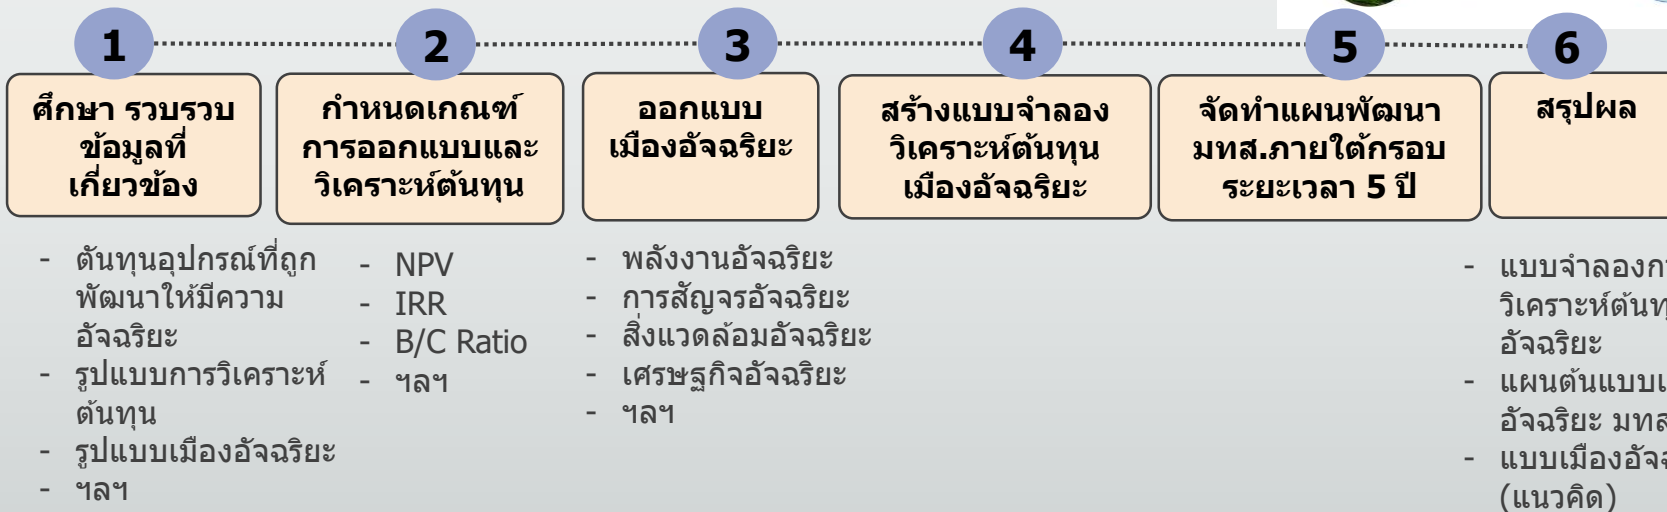 1
ศึกษา รวบรวม
ข้อมูลที่
เกี่ยวข้อง
- ต้นทุนอุปกรณ์ที่ถูก
พัฒนาให้มีความ
อัจฉริยะ
- รูปแบบการวิเคราะห์
ต้นทุน
- รูปแบบเมืองอัจฉริยะ
- ฯลฯ
2
กำหนดเกณฑ์
การออกแบบและ
วิเคราะห์ต้นทุน
- NPV
- IRR
- B/C Ratio
- ฯลฯ
3
ออกแบบ
เมืองอัจฉริยะ
- พลังงานอัจฉริยะ
- การสัญจรอัจฉริยะ
- สิ่งแวดล้อมอัจฉริยะ
- เศรษฐกิจอัจฉริยะ
- ฯลฯ
4
สร้างแบบจำลอง
วิเคราะห์ต้นทุน
เมืองอัจฉริยะ
5
จัดทำแผนพัฒนา
มทส.ภายใต้กรอบ
ระยะเวลา 5 ปี
6
สรุปผล
- แบบจำลอง
วิเคราะห์
อัจฉริยะ
- แผนต้นแบบ
อัจฉริยะ
- แบบเมือง
(แนวคิด)